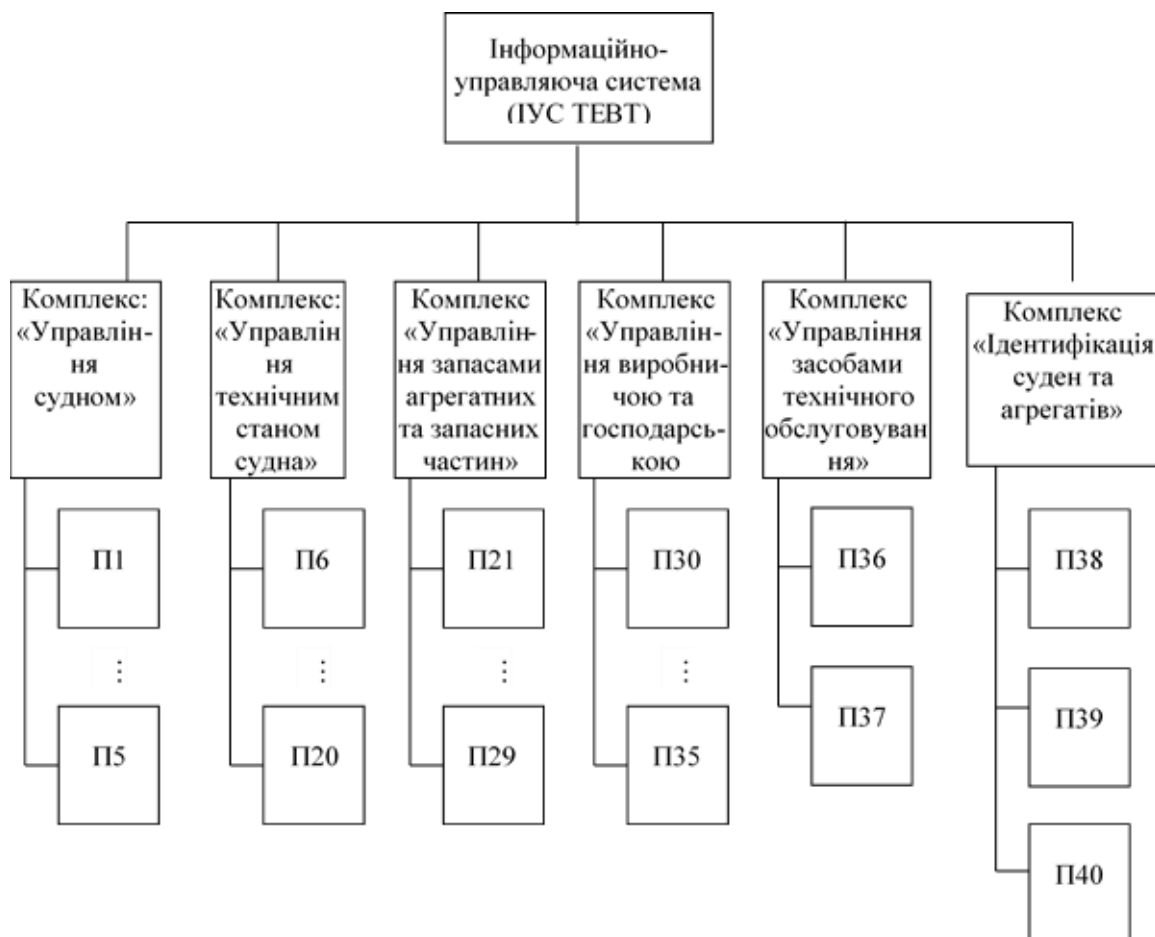 Інформаційно-
управляюча система
(ІУС ТЕВТ)
Комплекс:
«Управлін-
ня
судном»
Комплекс:
«Управлін
ня
технічним
станом
судна»
Комплекс
«Управлін-
ня запасами
агрегатних
та запасних
частин»
Комплекс
«Управлін-
ня виробни-
чою та
господарсь-
кою
Комплекс
«Управління
засобами
технічного
обслуговуван
ня»
Комплекс
«Ідентифікація
суден та
агрегатів»
П1
П6
П21
П30
П36
П38
...
...
...
...
П5
П20
П29
П35
П37
П39
П40